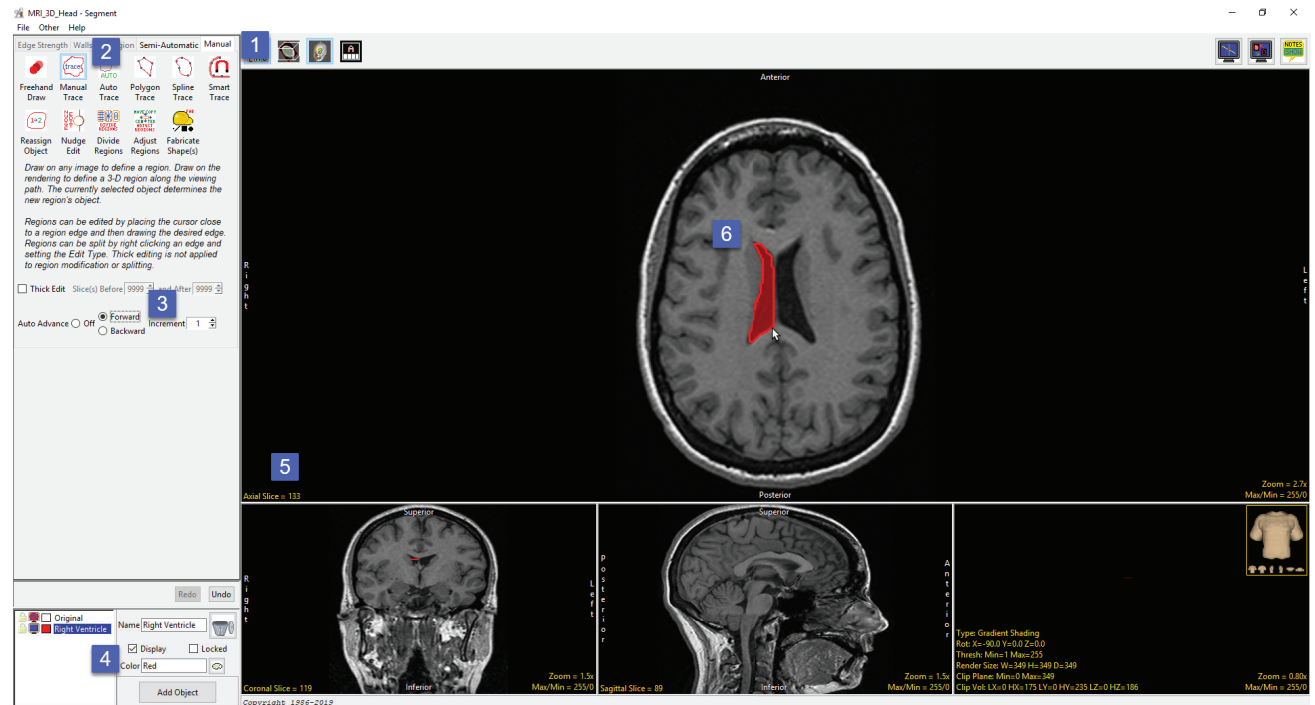 MRI_3D_Head - Segment
File Other Help
Edge Strength Walls Semi-Automatic Manual
1
2
trace
AUTO
Freehand Draw
Manual Trace
Auto Trace
Polygon Trace
Spline Trace
Smart Trace
1+2
DIVIDE REGIONS
Reassign Object
Nudge Edit
Divide Regions
Adjust Regions
Fabricate Shape(s)
Draw on any image to define a region. Draw on the
rendering to define a 3-D region along the viewing
path. The currently selected object determines the
new region's object.
Regions can be edited by placing the cursor close
to a region edge and then drawing the desired edge.
Regions can be split by right clicking an edge and
setting the Edit Type. Thick editing is not applied
to region modification or splitting.
Thick Edit Slice(s) Before 9999 and After 9999
3
Auto Advance Off Forward Backward Increment 1
Redo Undo
Original
Right Ventricle
Name Right Ventricle
Display Locked
4
Color Red
Add Object
A
NOTES
Anterior
Right
Left
6
5
Axial Slice = 133
Posterior
Zoom = 2.7x
Max/Min = 255/0
Superior
Right
Left
Coronal Slice = 119
Inferior
Zoom = 1.5x
Max/Min = 255/0
Superior
Posterior
Anterior
Sagittal Slice = 89
Inferior
Zoom = 1.5x
Max/Min = 255/0
Type: Gradient Shading
Rot: X=-90.0 Y=0.0 Z=0.0
Thresh: Min=1 Max=255
Render Size: W=349 H=349 D=349
Clip Plane: Min=0 Max=349
Clip Vol: LX=0 HX=175 LY=0 HY=235 LZ=0 HZ=186
Zoom = 0.80x
Max/Min = 255/0
Copyright 1986-2019